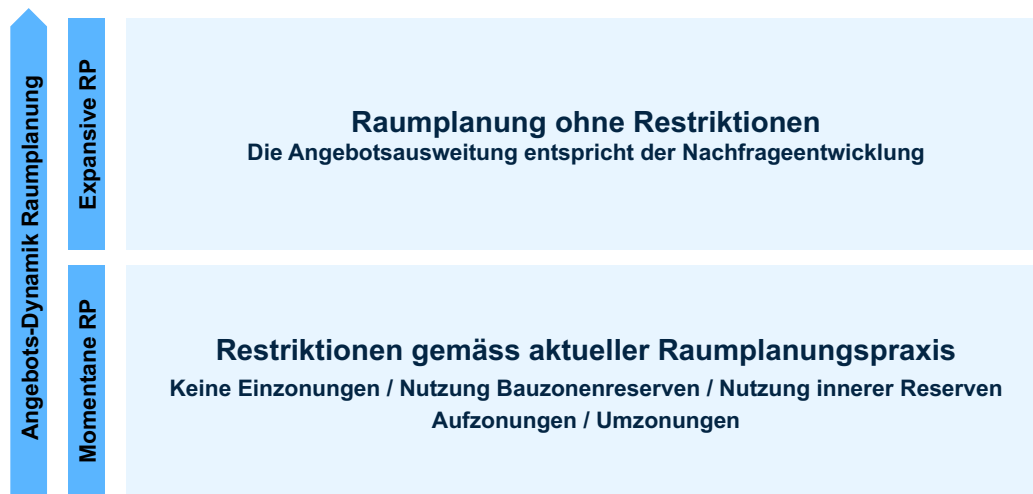 Angebots-Dynamik Raumplanung
Expansive RP
Raumplanung ohne Restriktionen
Die Angebotsausweitung entspricht der Nachfrageentwicklung
Momentane RP
Restriktionen gemäss aktueller Raumplanungspraxis
Keine Einzonungen / Nutzung Bauzonenreserven / Nutzung innerer Reserven
Aufzonungen / Umzonungen